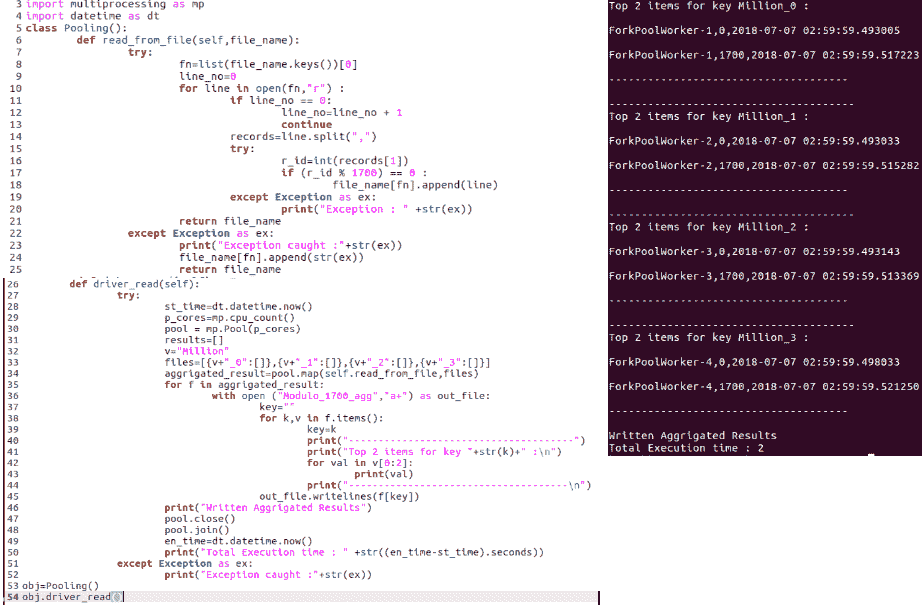 3 import multiprocessing as mp
4 import datetime as dt
5 class Pooling():
6 def read_from_file(self,file_name):
7 try:
8 fn=list(file_name.keys())[0]
9 line_no=0
10 for line in open(fn,"r") :
11 if line_no == 0:
12 line_no=line_no + 1
13 continue
14 records=line.split(",")
15 try:
16 r_id=int(records[1])
17 if (r_id % 1700) == 0 :
18 file_name[fn].append(line)
19 except Exception as ex:
20 print("Exception : " +str(ex))
21 return file_name
22 except Exception as ex:
23 print("Exception caught :"+str(ex))
24 file_name[fn].append(str(ex))
25 return file_name
26 def driver_read(self):
27 try:
28 st_time=dt.datetime.now()
29 p_cores=mp.cpu_count()
30 pool = mp.Pool(p_cores)
31 results=[]
32 v="Million"
33 files=[{v+"_0":[]},{v+"_1":[]},{v+"_2":[]},{v+"_3":[]}]
34 aggrigated_result=pool.map(self.read_from_file,files)
35 for f in aggrigated_result:
36 with open ("Modulo_1700_agg","a+") as out_file:
37 key=""
38 for k,v in f.items():
39 key=k
40 print("-------------------------------------")
41 print("Top 2 items for key "+str(k)+" :\n")
42 for val in v[0:2]:
43 print(val)
44 print("------------------------------------\n")
45 out_file.writelines(f[key])
46 print("Written Aggrigated Results")
47 pool.close()
48 pool.join()
49 en_time=dt.datetime.now()
50 print("Total Execution time : " +str((en_time-st_time).seconds))
51 except Exception as ex:
52 print("Exception caught :"+str(ex))
53 obj=Pooling()
54 obj.driver_read()
Top 2 items for key Million_0 :
ForkPoolWorker-1,0,2018-07-07 02:59:59.493005
ForkPoolWorker-1,1700,2018-07-07 02:59:59.517223
------------------------------------
-------------------------------------
Top 2 items for key Million_1 :
ForkPoolWorker-2,0,2018-07-07 02:59:59.493033
ForkPoolWorker-2,1700,2018-07-07 02:59:59.515282
------------------------------------
-------------------------------------
Top 2 items for key Million_2 :
ForkPoolWorker-3,0,2018-07-07 02:59:59.493143
ForkPoolWorker-3,1700,2018-07-07 02:59:59.513369
------------------------------------
-------------------------------------
Top 2 items for key Million_3 :
ForkPoolWorker-4,0,2018-07-07 02:59:59.498033
ForkPoolWorker-4,1700,2018-07-07 02:59:59.521250
------------------------------------
Written Aggrigated Results
Total Execution time : 2